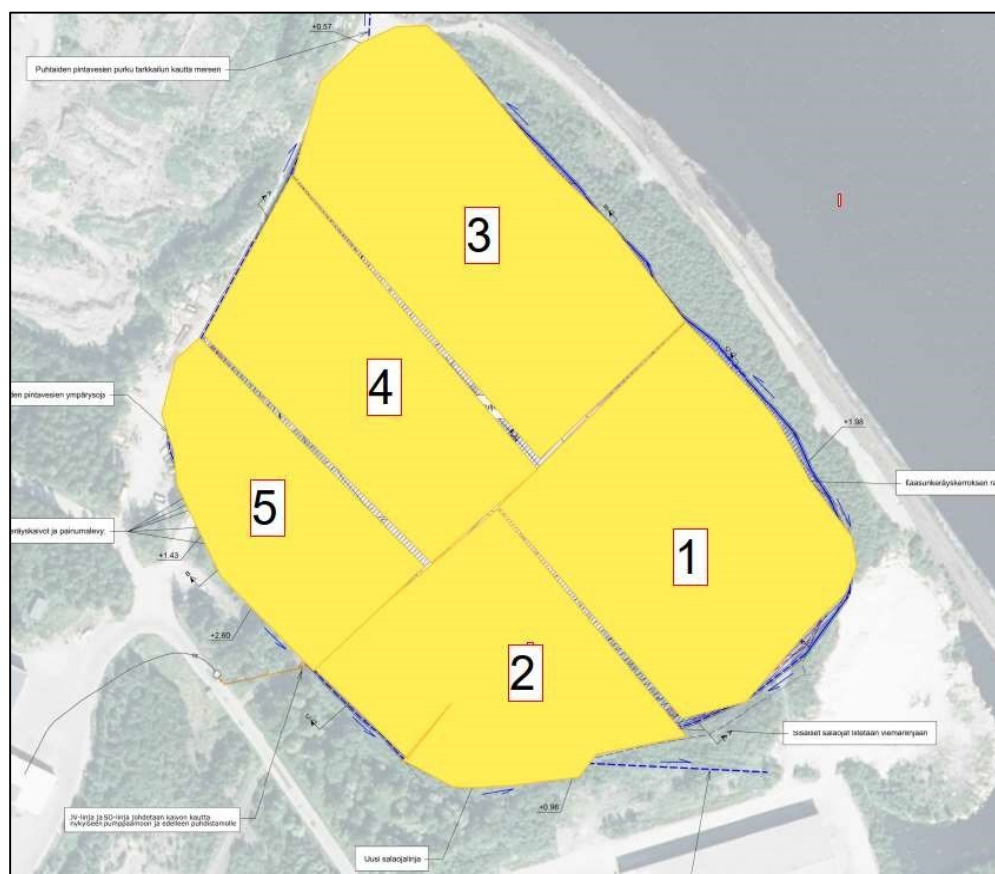 +0.57
Puhtaiden pintavesien purku tarkkailun kautta mereen
3
4
den pintavesien ympärysoja
+1.98
Kaasunkeräyskerroksen ra
5
eräyskaivot ja painumalevy:
+1.43
1
+2.60
2
Sisäiset salaojat liitetään viemäriinjaan
JV-linja ja SO-linja johdetaan kaivon kautta
nykyiseen pumppaamoon ja edelleen puhdistamolle
+0.96
Uusi salaojalinja